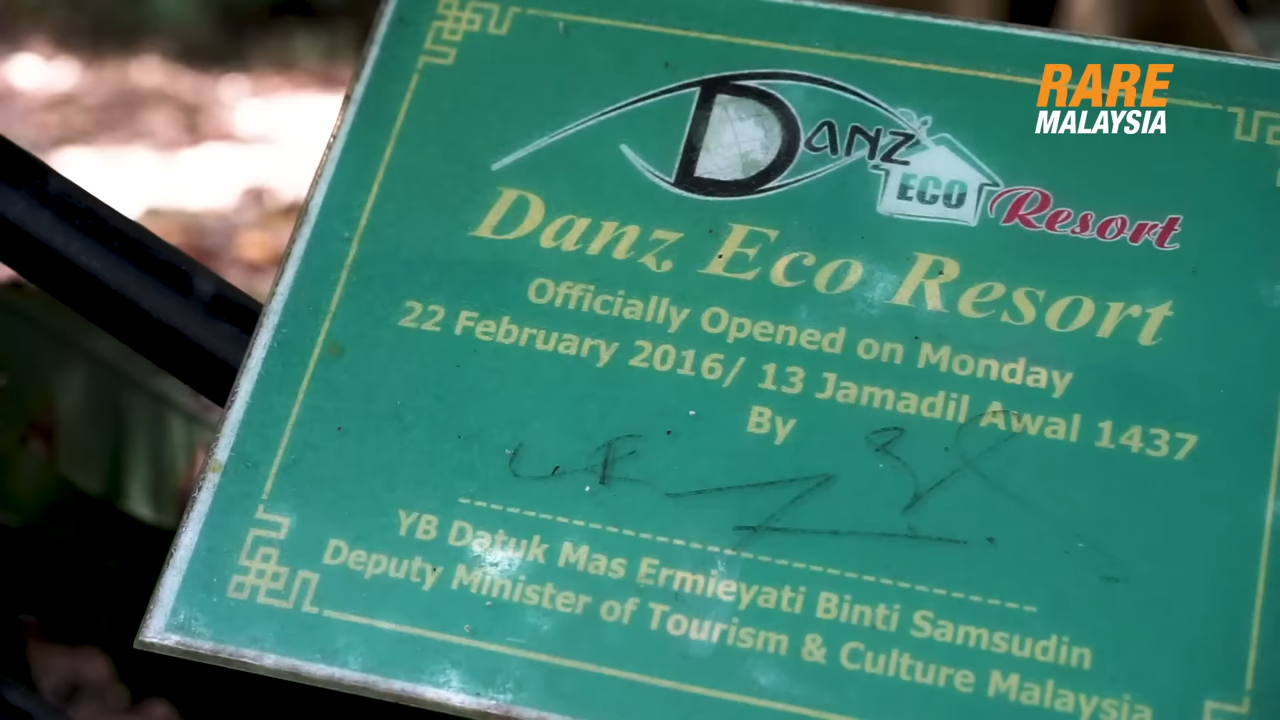 RARE
MALAYSIA
DANZ
ECO
Resort
Danz Eco Resort
Officially Opened on Monday
22 February 2016/ 13 Jamadil Awal 1437
By
YB Datuk Mas Ermieyati Binti Samsudin
Deputy Minister of Tourism & Culture Malaysia